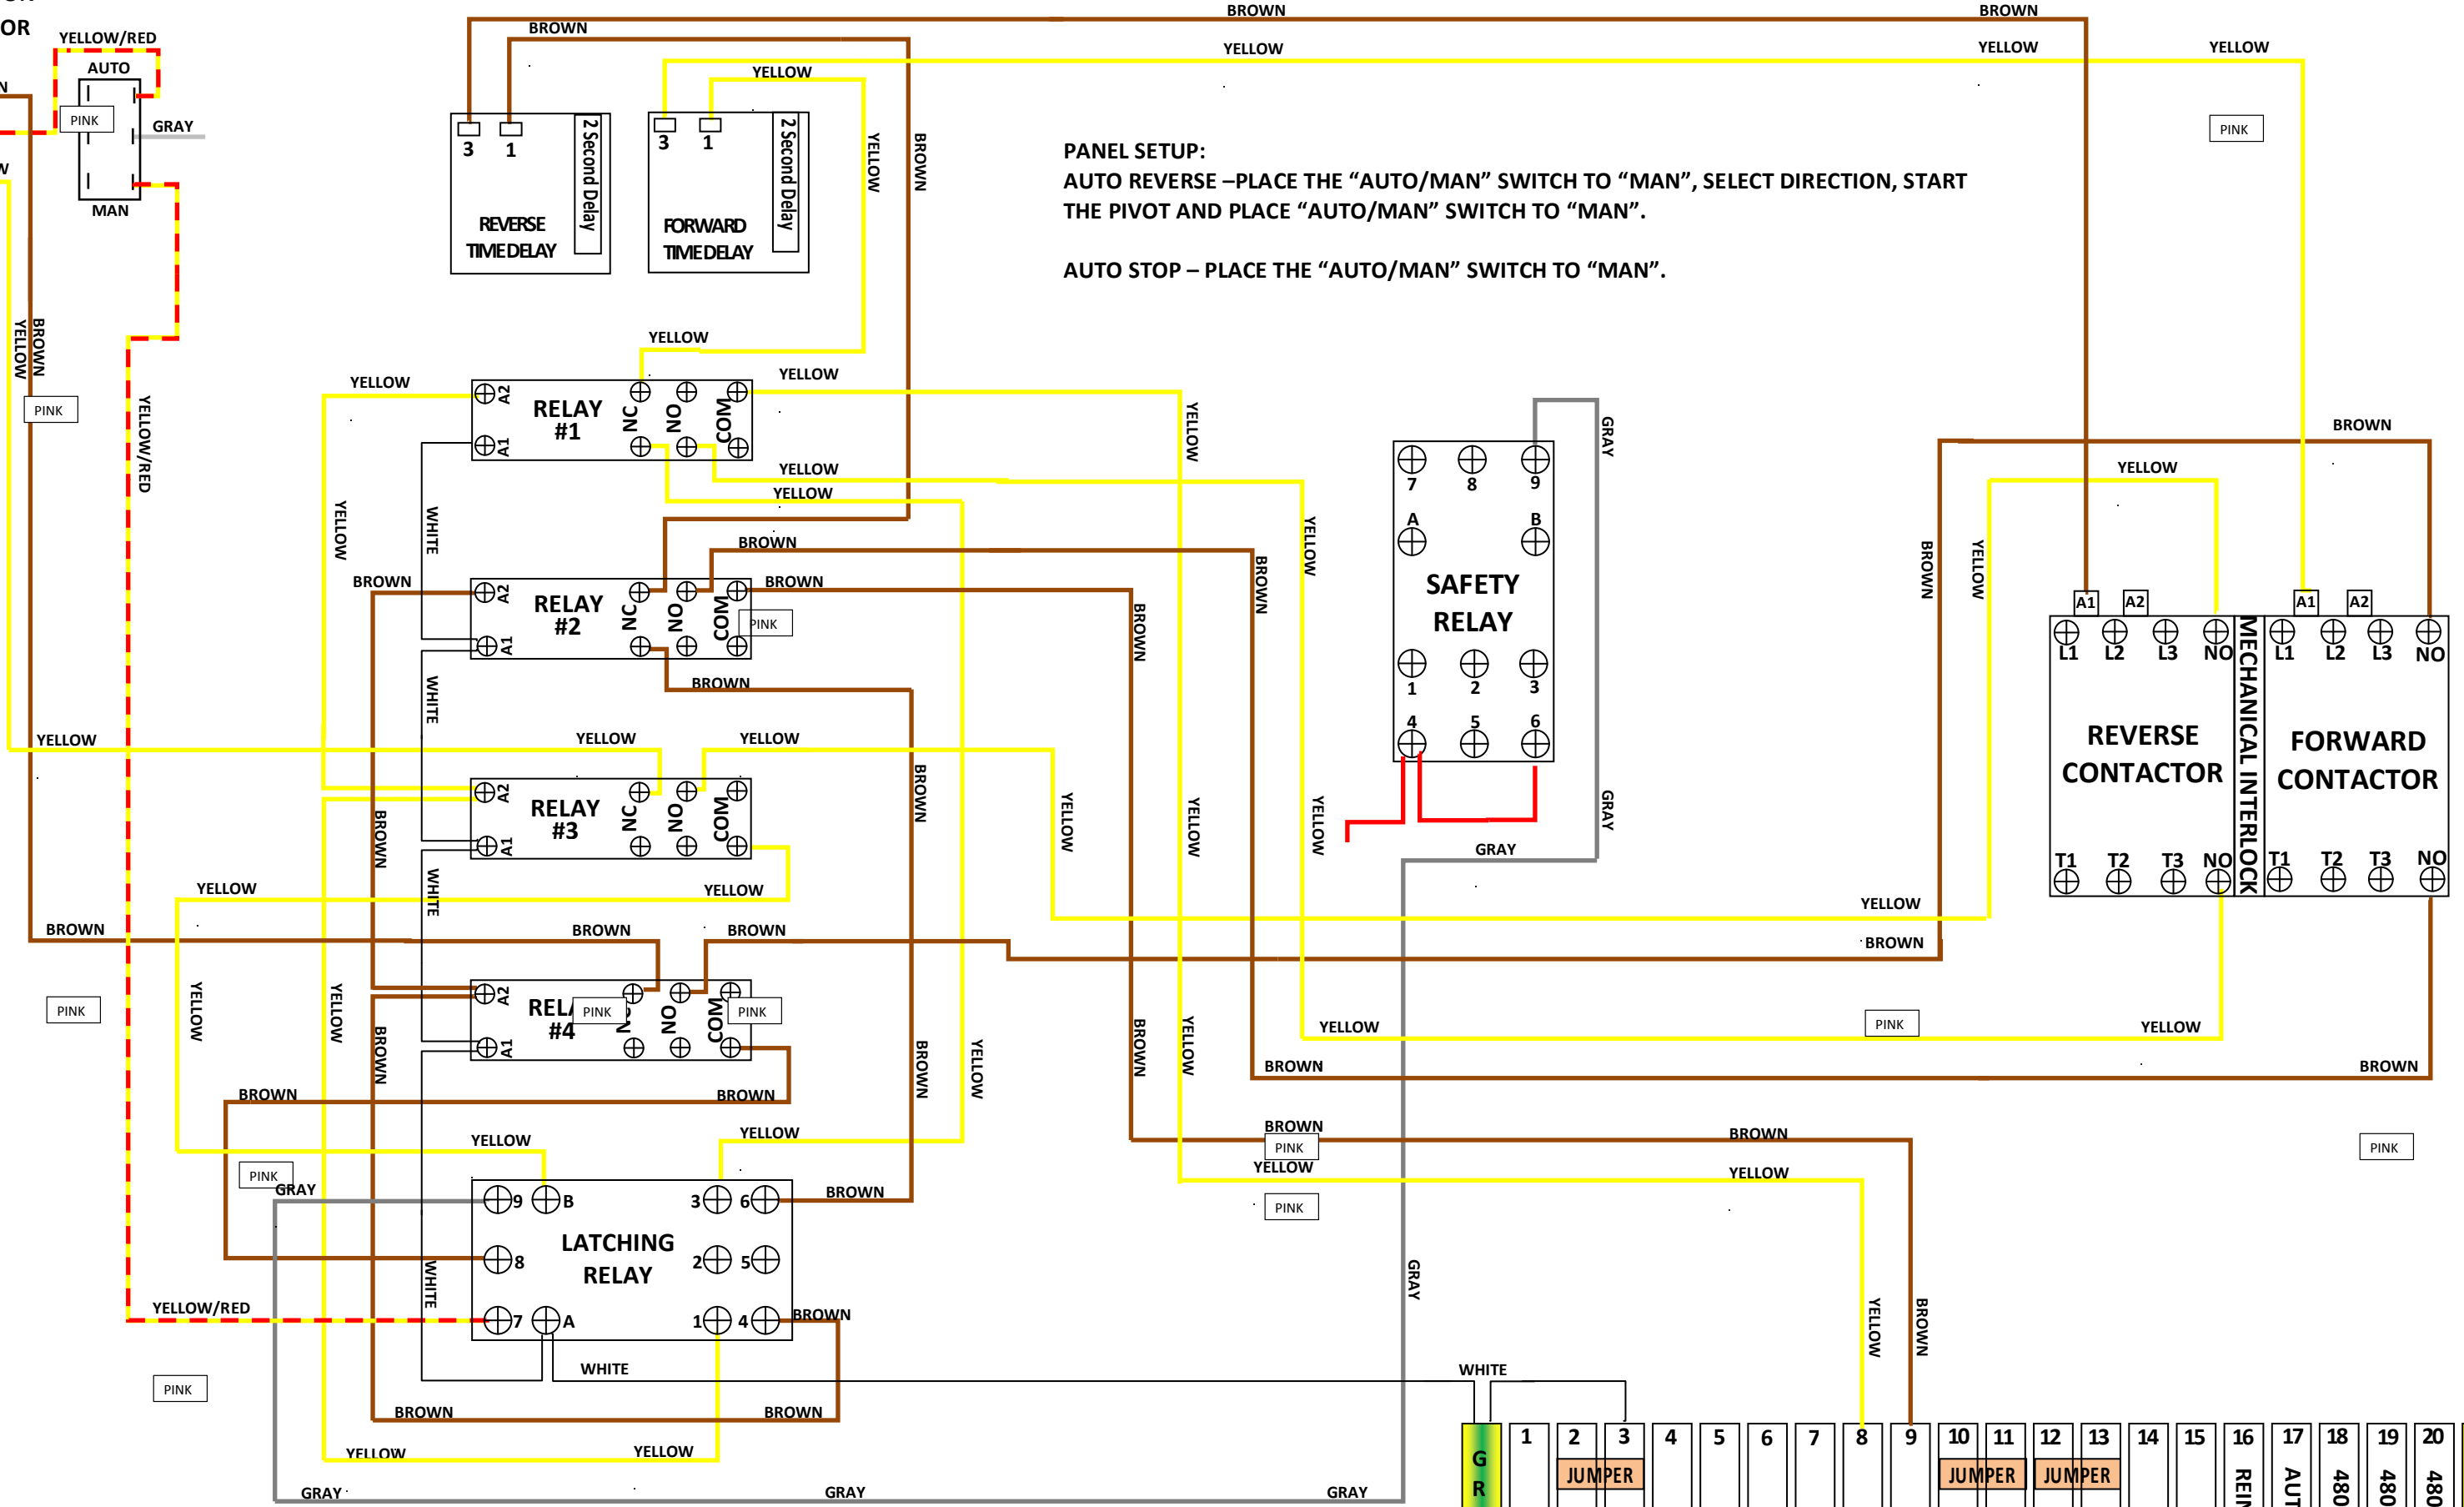 OR
YELLOW/RED
AUTO
PINK
GRAY
MAN
BROWN
BROWN
BROWN
YELLOW
YELLOW
YELLOW
YELLOW
3 1
2 Second Delay
REVERSE
TIME DELAY
3 1
2 Second Delay
FORWARD
TIME DELAY
YELLOW
BROWN
PINK
PANEL SETUP:
AUTO REVERSE –PLACE THE “AUTO/MAN” SWITCH TO “MAN”, SELECT DIRECTION, START
THE PIVOT AND PLACE “AUTO/MAN” SWITCH TO “MAN”.
AUTO STOP – PLACE THE “AUTO/MAN” SWITCH TO “MAN”.
YELLOW
BROWN
PINK
YELLOW/RED
YELLOW
YELLOW
YELLOW
A2
A1
RELAY
#1
NC
NO
COM
YELLOW
YELLOW
YELLOW
WHITE
YELLOW
BROWN
BROWN
BROWN
A2
A1
RELAY
#2
NC
NO
COM
PINK
BROWN
WHITE
YELLOW
BROWN
BROWN
YELLOW
GRAY
7 8 9
A B
SAFETY
RELAY
1 2 3
4 5 6
GRAY
GRAY
BROWN
YELLOW
BROWN
YELLOW
A1 A2
A1 A2
L1 L2 L3 NO
L1 L2 L3 NO
REVERSE
CONTACTOR
MECHANICAL INTERLOCK
FORWARD
CONTACTOR
T1 T2 T3 NO
T1 T2 T3 NO
YELLOW
YELLOW
YELLOW
A2
A1
RELAY
#3
NC
NO
COM
BROWN
BROWN
WHITE
YELLOW
YELLOW
YELLOW
YELLOW
YELLOW
YELLOW
BROWN
BROWN
BROWN
BROWN
PINK
YELLOW
YELLOW
BROWN
A2
A1
#4
PINK
NO
COM
PINK
BROWN
YELLOW
BROWN
YELLOW
YELLOW
PINK
YELLOW
BROWN
BROWN
BROWN
BROWN
YELLOW
YELLOW
BROWN
PINK
BROWN
PINK
YELLOW
YELLOW
PINK
PINK
GRAY
BROWN
9 B 3 6
LATCHING
RELAY
8 2 5
7 A 1 4
WHITE
YELLOW/RED
BROWN
GRAY
YELLOW
BROWN
PINK
WHITE
WHITE
BROWN
BROWN
YELLOW
YELLOW
GRAY
GRAY
GRAY
G
R
1 2 3 4 5 6 7 8 9 10 11 12 13 14 15 16 17 18 19 20
JUMPER
JUMPER
JUMPER
480
480
480